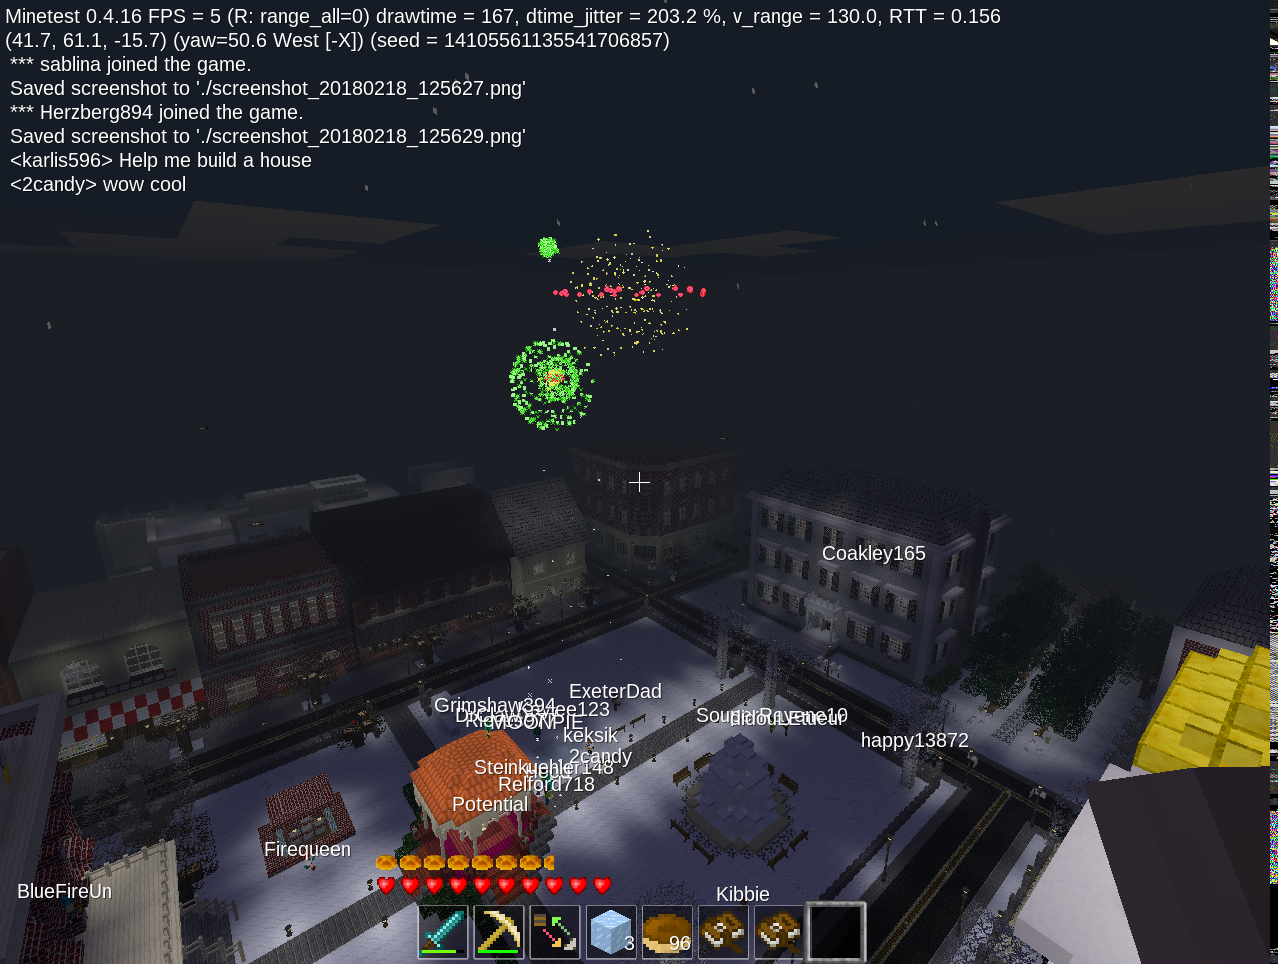 Minetest 0.4.16 FPS = 5 (R: range_all=0) drawtime = 167, dtime_jitter = 203.2 %, v_range = 130.0, RTT = 0.156
(41.7, 61.1, -15.7) (yaw=50.6 West [-X]) (seed = 14105561135541706857)
*** sablina joined the game.
Saved screenshot to './screenshot_20180218_125627.png'
*** Herzberg894 joined the game.
Saved screenshot to './screenshot_20180218_125629.png'
<karlis596> Help me build a house
<2candy> wow cool
Coakley165
ExeterDad
Grimshaw394
MOONPIE
keksik
happy13872
2candy
Steinkuehler148
Relford718
Potential
Firequeen
BlueFireUn
Kibbie
3
96